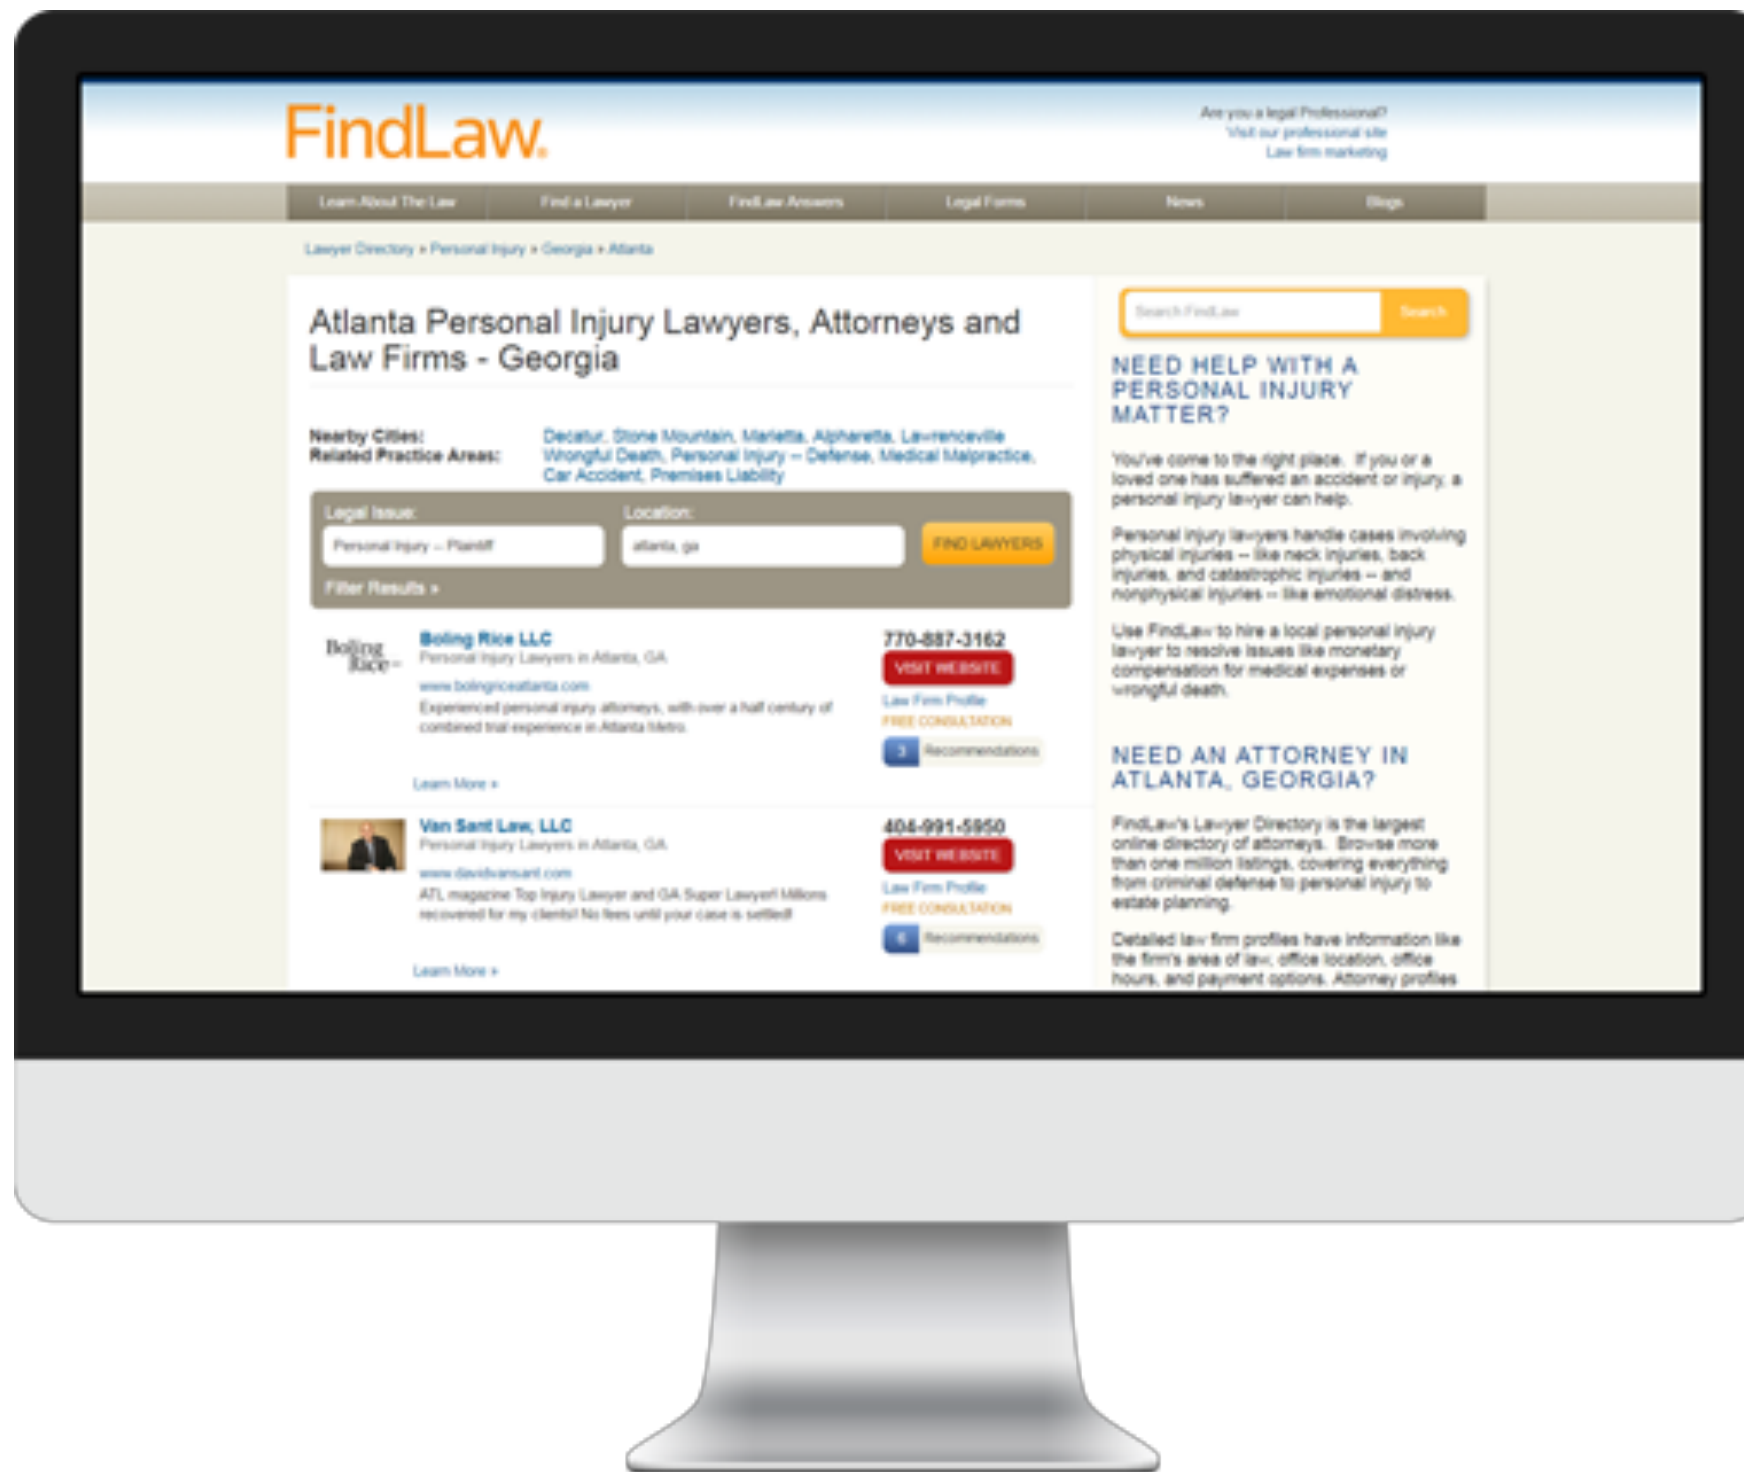 FindLaw.
Are you a legal Professional?
Visit our professional site
Law firm marketing
Learn About The Law
Find a Lawyer
FindLaw Answers
Legal Forms
News
Blogs
Lawyer Directory » Personal Injury » Georgia » Atlanta
Atlanta Personal Injury Lawyers, Attorneys and
Law Firms - Georgia
Nearby Cities: Decatur, Stone Mountain, Marietta, Alpharetta, Lawrenceville
Related Practice Areas: Wrongful Death, Personal Injury -- Defense, Medical Malpractice,
Car Accident, Premises Liability
Legal Issue: Location:
Personal Injury -- Plaintiff atlanta, ga FIND LAWYERS
Filter Results »
Boling
Rice
Boling Rice LLC
Personal Injury Lawyers in Atlanta, GA
www.bolingriceatlanta.com
Experienced personal injury attorneys, with over a half century of
combined trial experience in Atlanta Metro.
Learn More »
770-887-3162
VISIT WEBSITE
Law Firm Profile
FREE CONSULTATION
3 Recommendations
Van Sant Law, LLC
Personal Injury Lawyers in Atlanta, GA
www.davidvansant.com
ATL magazine Top Injury Lawyer and GA Super Lawyer! Millions
recovered for my clients! No fees until your case is settled!
Learn More »
404-991-5950
VISIT WEBSITE
Law Firm Profile
FREE CONSULTATION
6 Recommendations
Search FindLaw Search
NEED HELP WITH A
PERSONAL INJURY
MATTER?
You've come to the right place. If you or a
loved one has suffered an accident or injury, a
personal injury lawyer can help.
Personal injury lawyers handle cases involving
physical injuries -- like neck injuries, back
injuries, and catastrophic injuries -- and
nonphysical injuries -- like emotional distress.
Use FindLaw to hire a local personal injury
lawyer to resolve issues like monetary
compensation for medical expenses or
wrongful death.
NEED AN ATTORNEY IN
ATLANTA, GEORGIA?
FindLaw's Lawyer Directory is the largest
online directory of attorneys. Browse more
than one million listings, covering everything
from criminal defense to personal injury to
estate planning.
Detailed law firm profiles have information like
the firm's area of law, office location, office
hours, and payment options. Attorney profiles